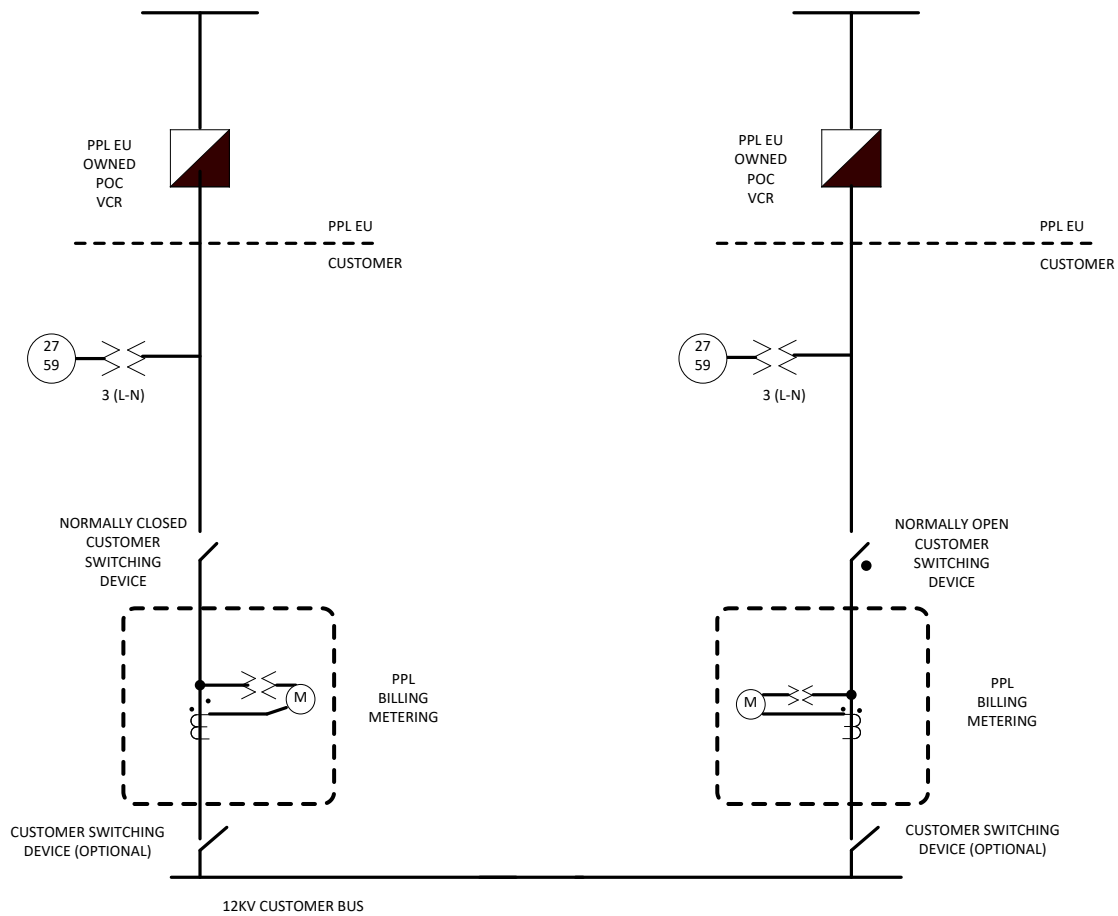 PPL EU
OWNED
POC
VCR
PPL EU
OWNED
POC
VCR
PPL EU
CUSTOMER
PPL EU
CUSTOMER
27
59
3 (L-N)
27
59
3 (L-N)
NORMALLY CLOSED
CUSTOMER
SWITCHING
DEVICE
NORMALLY OPEN
CUSTOMER
SWITCHING
DEVICE
M
PPL
BILLING
METERING
M
PPL
BILLING
METERING
CUSTOMER SWITCHING
DEVICE (OPTIONAL)
CUSTOMER SWITCHING
DEVICE (OPTIONAL)
12KV CUSTOMER BUS